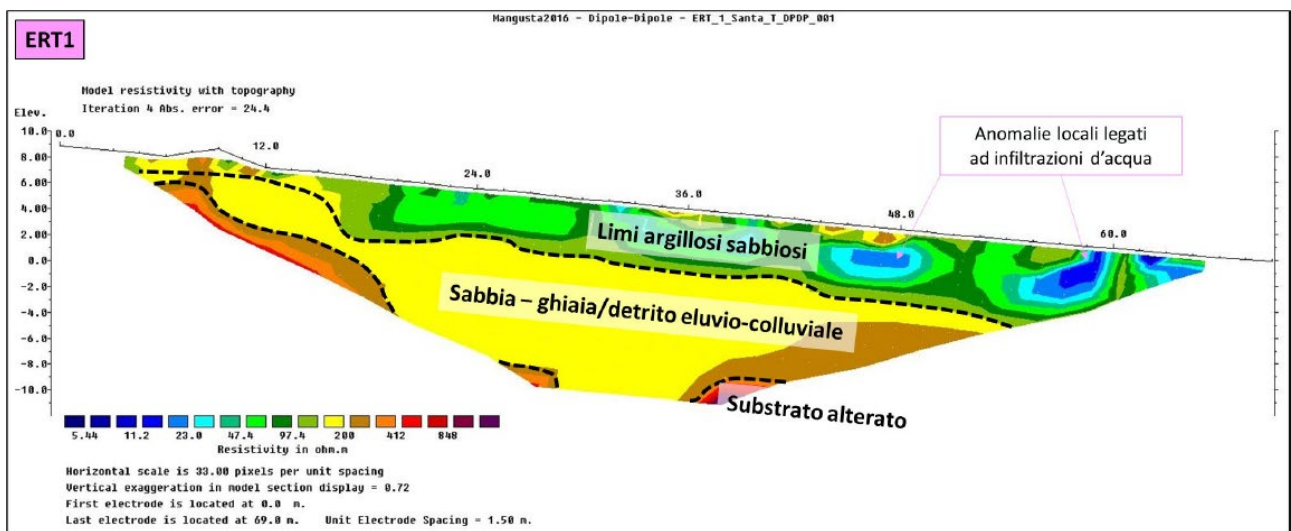 Mangusta2016 - Dipole-Dipole - ERT_1_Santa_T_DPDP_001
ERT1
Model resistivity with topography
Iteration 4 Abs. error = 24.4
Elev.
10.0
8.00
6.00
4.00
2.00
0.0
-2.00
-4.00
-6.00
-8.00
-10.0
0.0
12.0
24.0
36.0
48.0
60.0
Anomalie locali legati
ad infiltrazioni d'acqua
Limi argillosi sabbiosi
Sabbia – ghiaia/detrito eluvio-colluviale
Substrato alterato
5.44 11.2 23.0 47.4 97.4 200 412 848
Resistivity in ohm.m
Horizontal scale is 33.00 pixels per unit spacing
Vertical exaggeration in model section display = 0.72
First electrode is located at 0.0 m.
Last electrode is located at 69.0 m. Unit Electrode Spacing = 1.50 m.